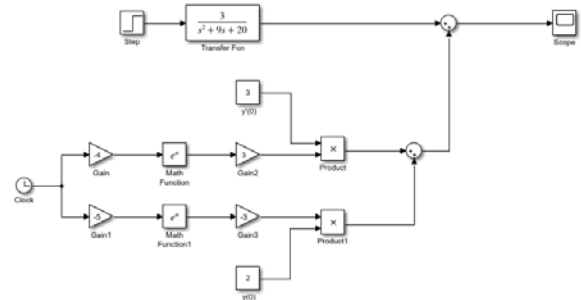 Step
3
s² + 9s + 20
Transfer Fcn
Scope
3
y'(0)
-4
Gain
eᵘ
Math
Function
3
Gain2
×
Product
Clock
-5
Gain1
eᵘ
Math
Function1
-3
Gain3
×
Product1
2
y(0)